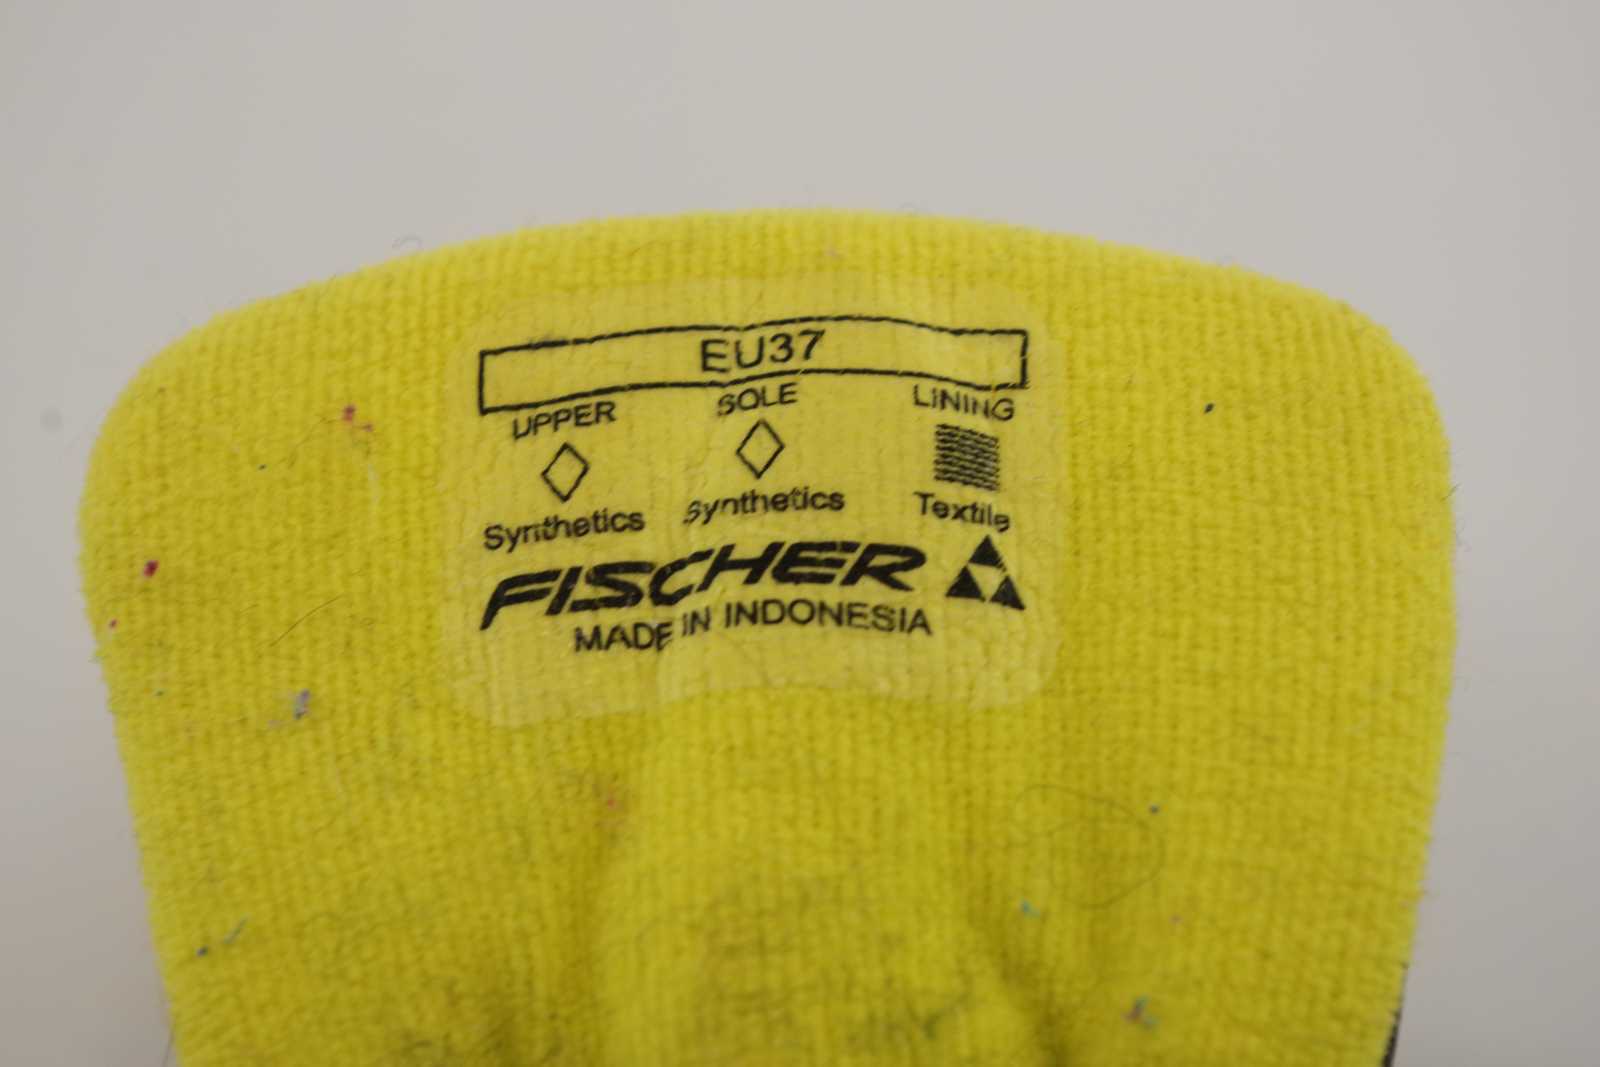 EU37
UPPER SOLE LINING
Synthetics Synthetics Textile
FISCHER
MADE IN INDONESIA